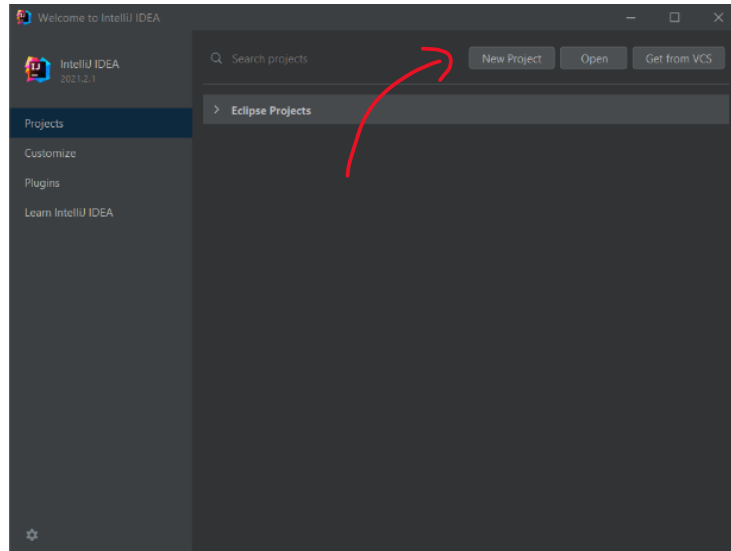 Welcome to IntelliJ IDEA
IntelliJ IDEA
2021.2.1
Search projects
New Project
Open
Get from VCS
Eclipse Projects
Projects
Customize
Plugins
Learn IntelliJ IDEA